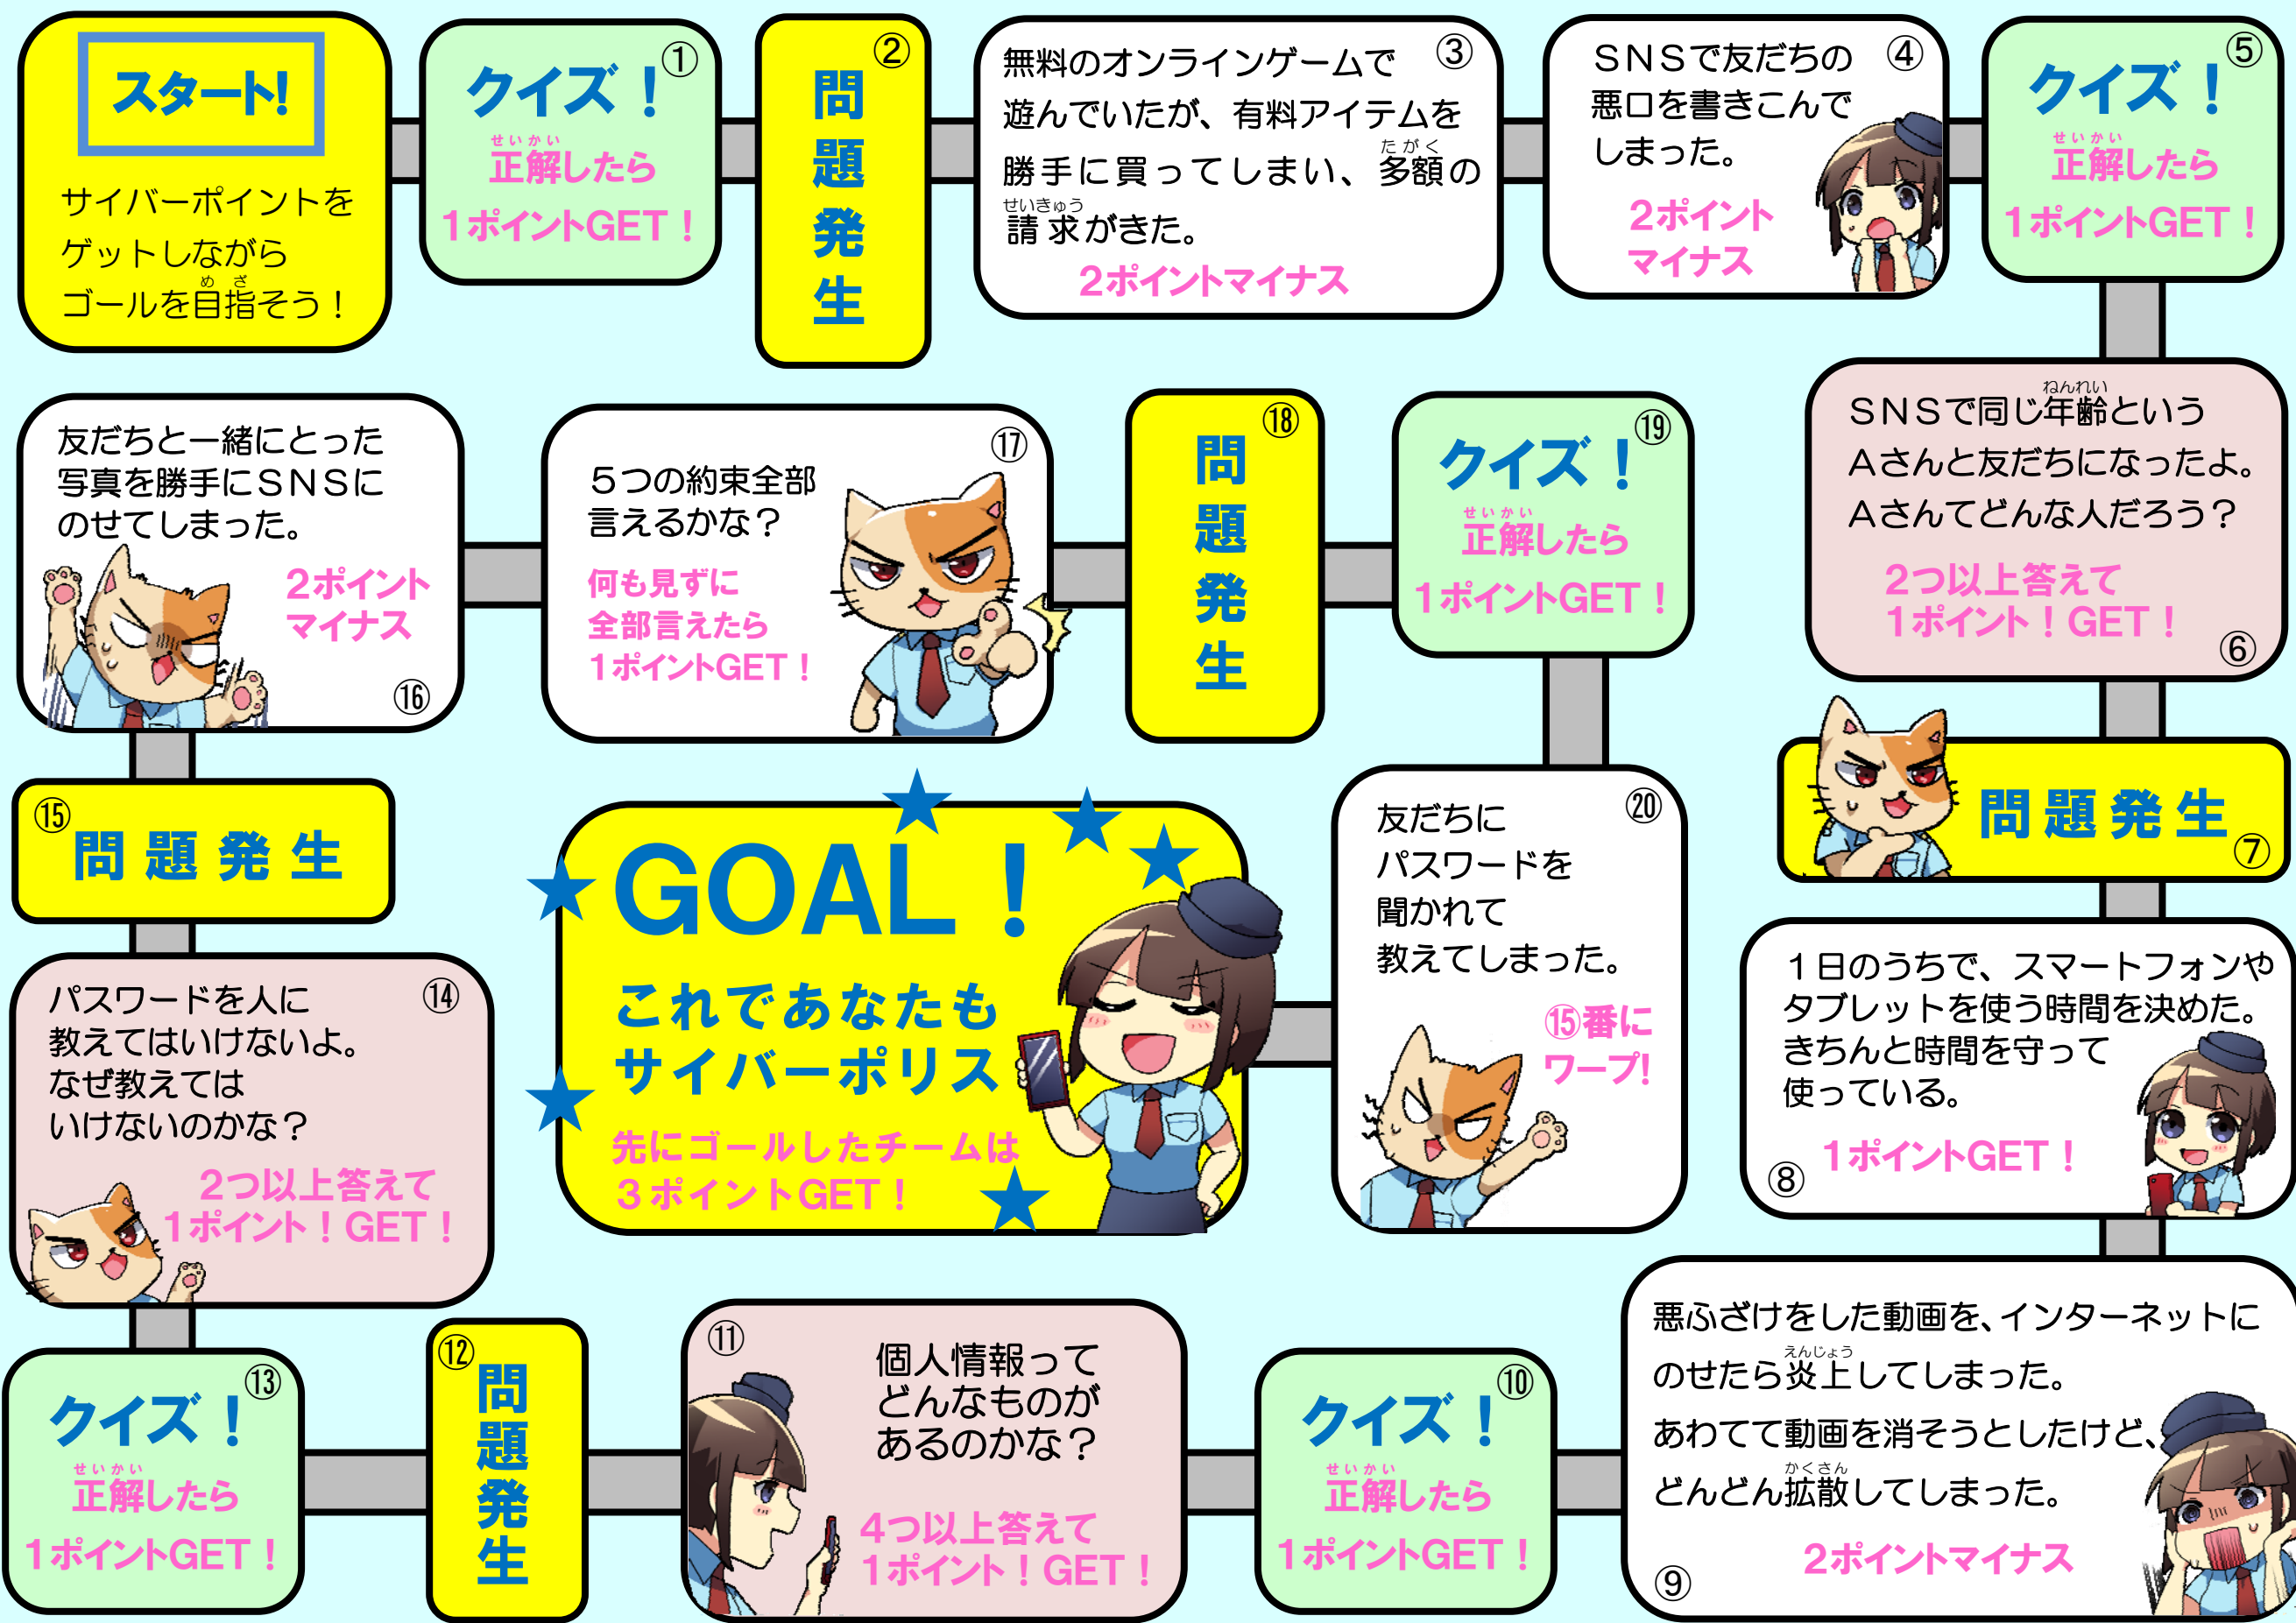 スタート!
サイバーポイントを
ゲットしながら
ゴールを目指そう！
めざ
①
クイズ！
せいかい
正解したら
1ポイントGET！
②
問題発生
③
無料のオンラインゲームで
遊んでいたが、有料アイテムを
たがく
勝手に買ってしまい、多額の
せいきゅう
請求がきた。
2ポイントマイナス
④
ＳＮＳで友だちの
悪口を書きこんで
しまった。
2ポイント
マイナス
⑤
クイズ！
せいかい
正解したら
1ポイントGET！
ねんれい
ＳＮＳで同じ年齢という
Ａさんと友だちになったよ。
Ａさんてどんな人だろう？
2つ以上答えて
1ポイント！GET！
⑥
問題発生
⑦
１日のうちで、スマートフォンや
タブレットを使う時間を決めた。
きちんと時間を守って
使っている。
1ポイントGET！
⑧
悪ふざけをした動画を、インターネットに
えんじょう
のせたら炎上してしまった。
あわてて動画を消そうとしたけど、
かくさん
どんどん拡散してしまった。
2ポイントマイナス
⑨
⑩
クイズ！
せいかい
正解したら
1ポイントGET！
⑪
個人情報って
どんなものが
あるのかな？
4つ以上答えて
1ポイント！GET！
⑫
問題発生
⑬
クイズ！
せいかい
正解したら
1ポイントGET！
⑭
パスワードを人に
教えてはいけないよ。
なぜ教えては
いけないのかな？
2つ以上答えて
1ポイント！GET！
⑮
問題発生
友だちと一緒にとった
写真を勝手にＳＮＳに
のせてしまった。
2ポイント
マイナス
⑯
⑰
５つの約束全部
言えるかな？
何も見ずに
全部言えたら
1ポイントGET！
⑱
問題発生
⑲
クイズ！
せいかい
正解したら
1ポイントGET！
⑳
友だちに
パスワードを
聞かれて
教えてしまった。
⑮番に
ワープ!
GOAL！
これであなたも
サイバーポリス
先にゴールしたチームは
３ポイントGET！